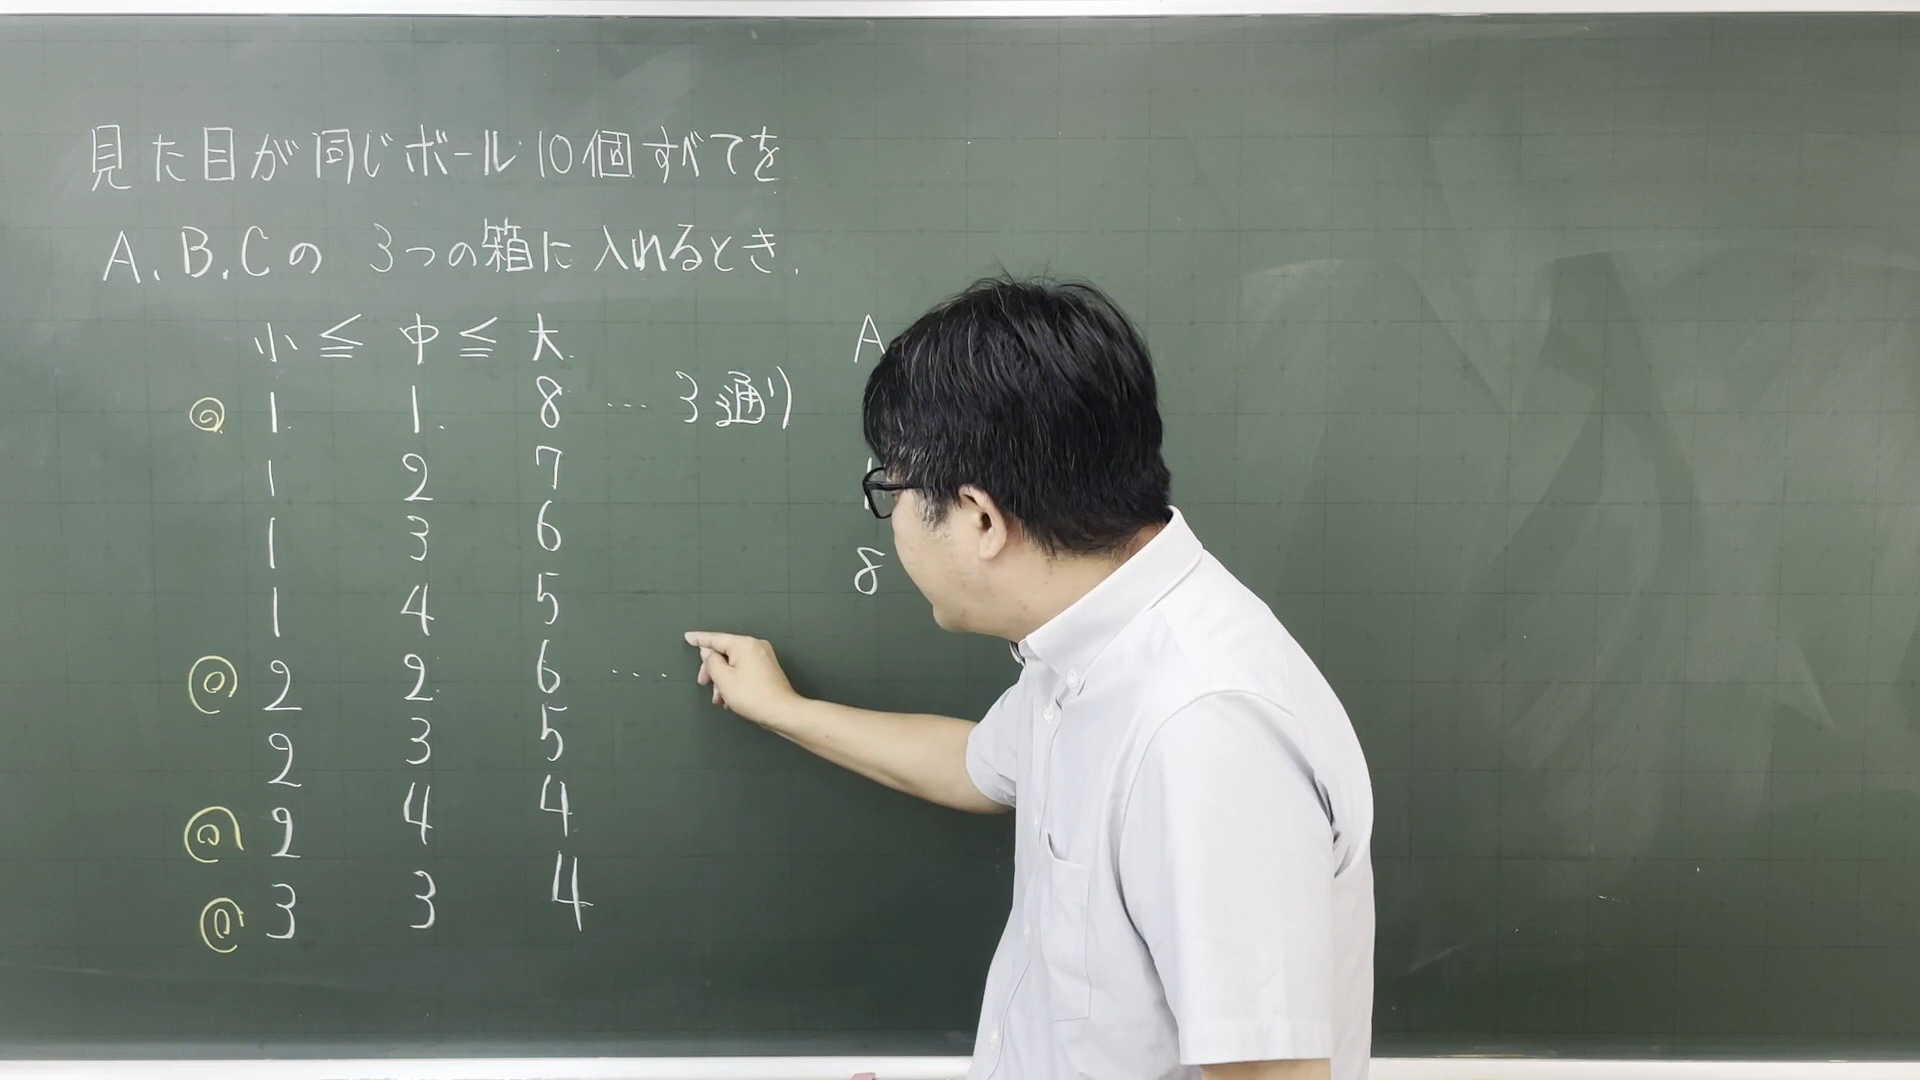 見た目が同じボール10個すべてを
A.B.Cの 3つの箱に入れるとき.
小 ≦ 中 ≦ 大
◎ 1 1 8 … 3通り
1 2 7
1 3 6
1 4 5
◎ 2 2 6 …
2 3 5
◎ 2 4 4
◎ 3 3 4
A
8